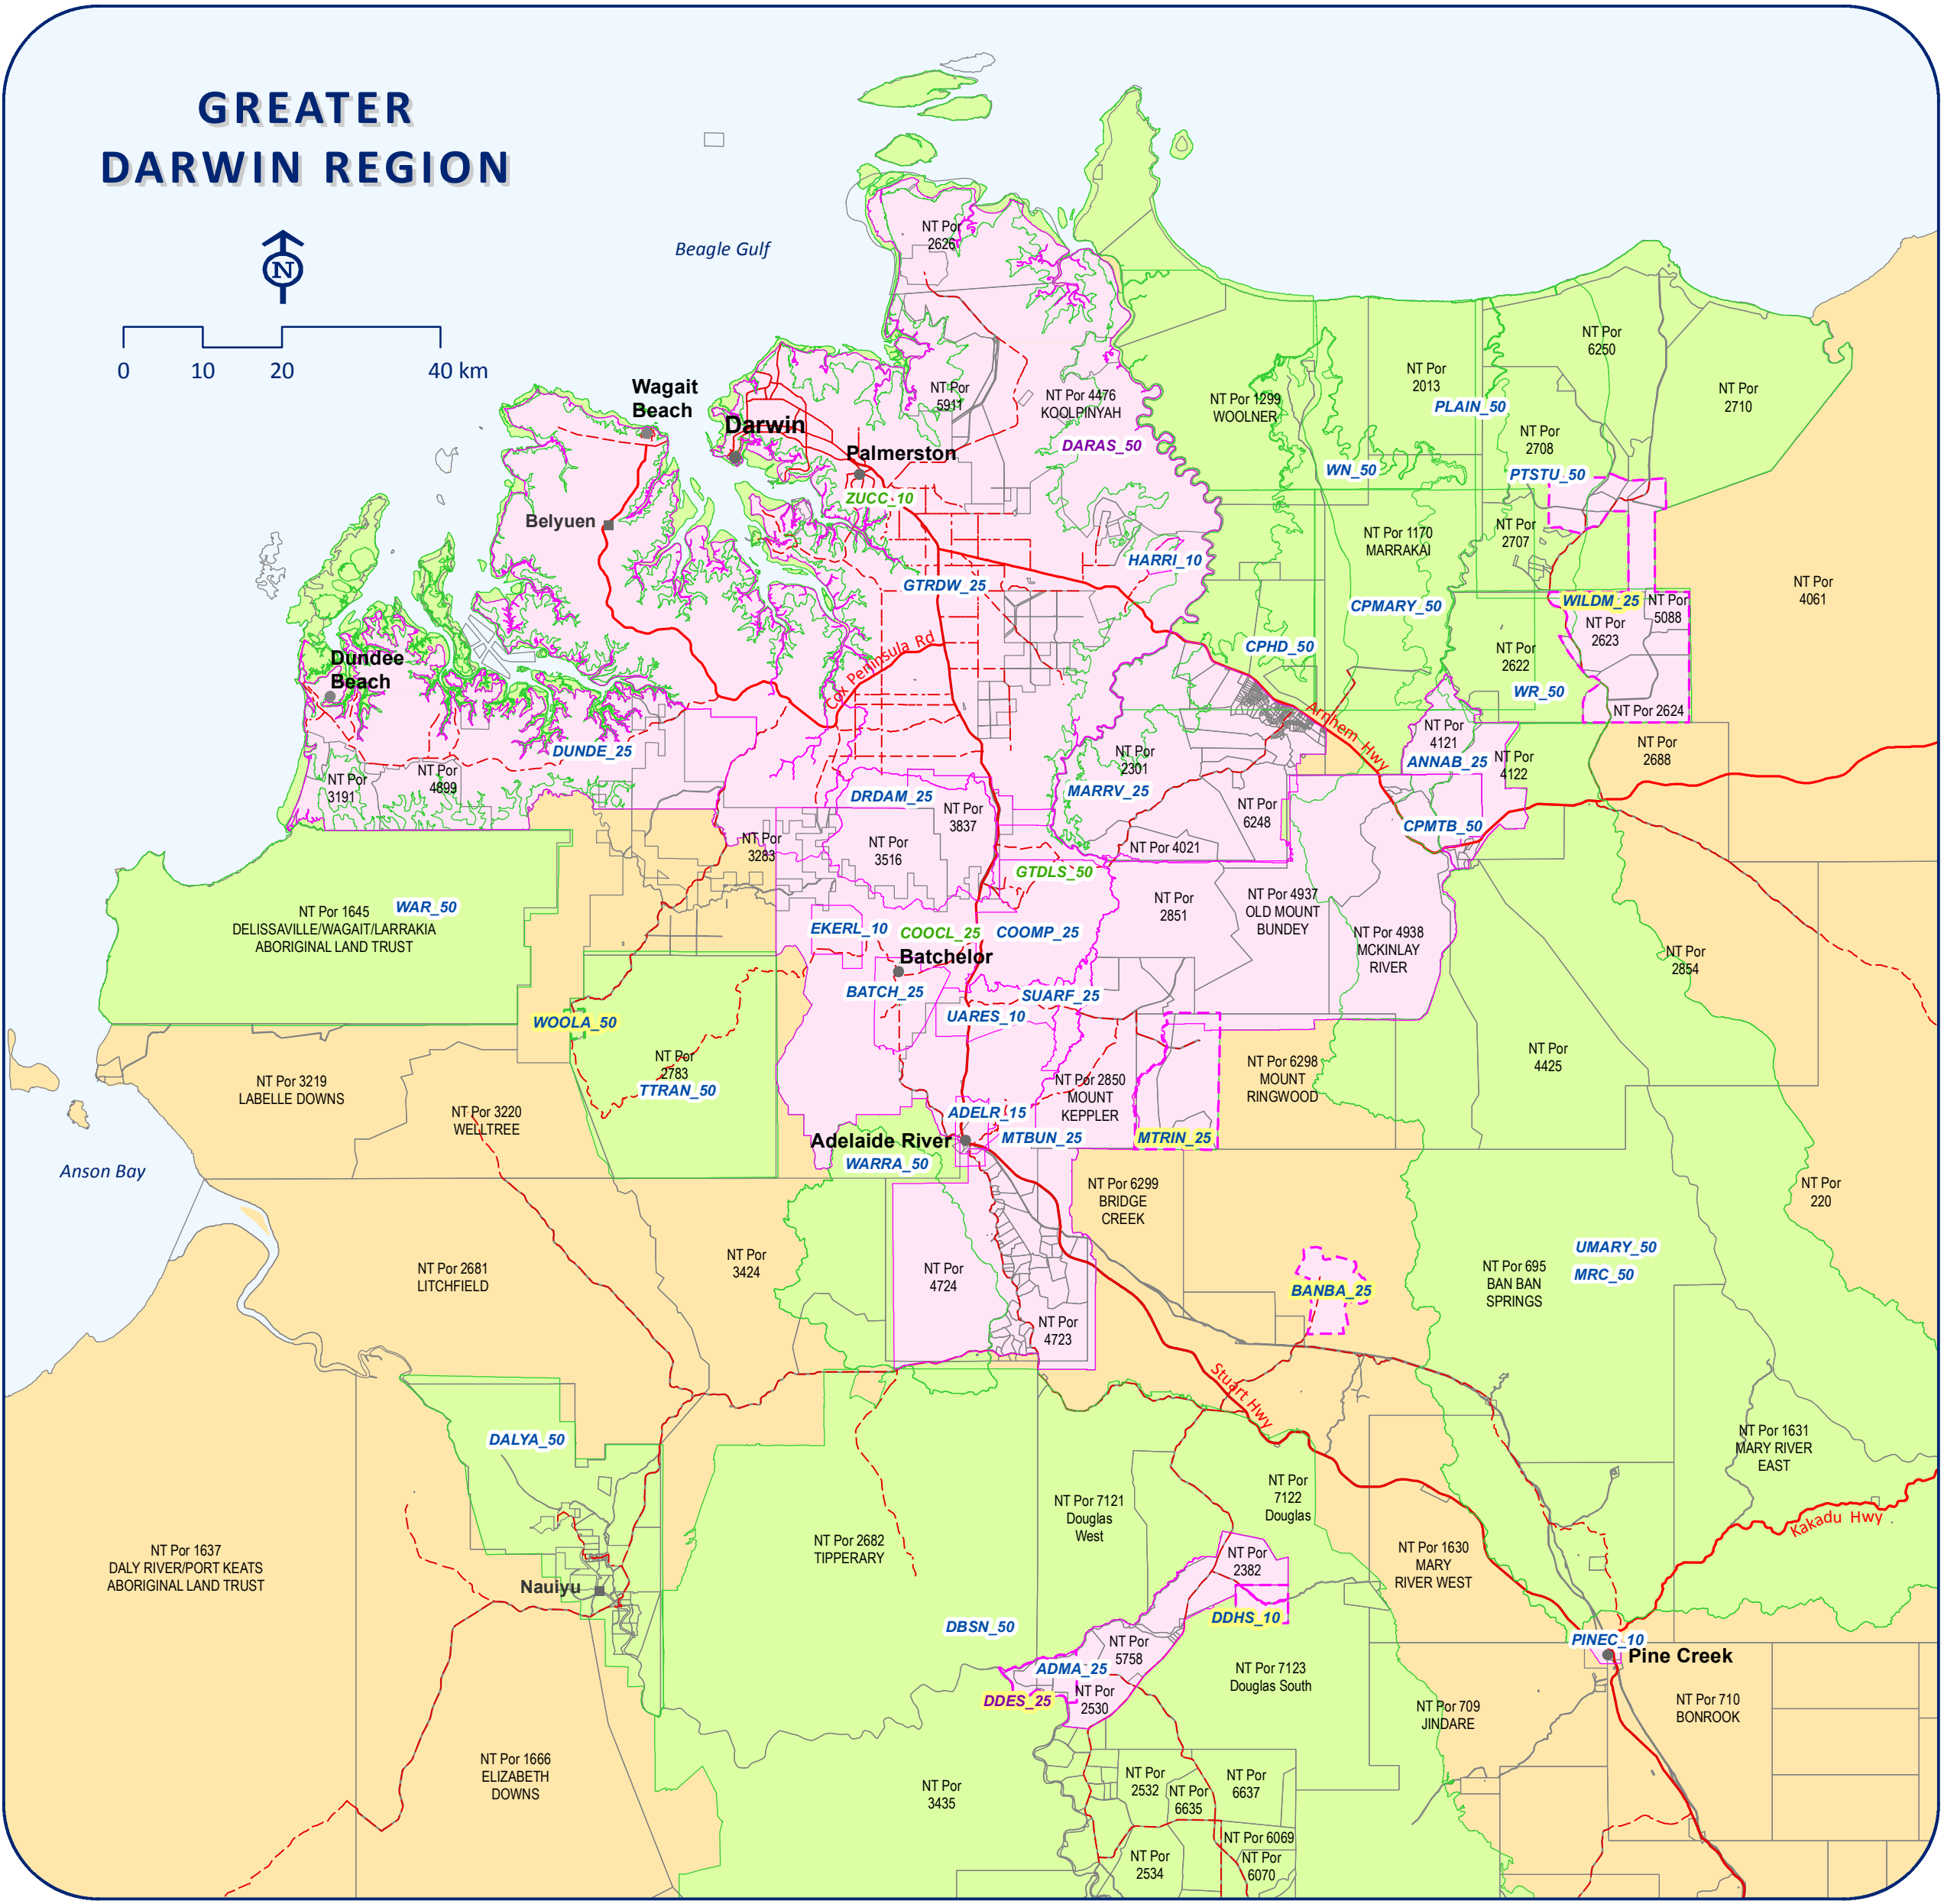 GREATER
DARWIN REGION
N
0 10 20 40 km
Beagle Gulf
NT Por
2626
Wagait
Beach
Darwin
Palmerston
ZUCC_10
Belyuen
NT Por
5911
NT Por 4476
KOOLPINYAH
DARAS_50
NT Por 1299
WOOLNER
WN_50
NT Por
2013
PLAIN_50
NT Por
6250
NT Por
2710
NT Por
2708
PTSTU_50
NT Por
2707
NT Por 1170
MARRAKAI
HARRI_10
GTRDW_25
CPMARY_50
WILDM_25
NT Por
5088
NT Por
2623
NT Por
4061
CPHD_50
NT Por
2622
WR_50
NT Por 2624
Dundee
Beach
Cox Peninsula Rd
Arnhem Hwy
DUNDE_25
NT Por
3191
NT Por
4899
NT Por
2301
MARRV_25
NT Por
4121
ANNAB_25
NT Por
4122
NT Por
2688
DRDAM_25
NT Por
3837
NT Por
3516
NT Por
3283
NT Por
6248
CPMTB_50
NT Por 4021
GTDLS_50
WAR_50
NT Por 1645
DELISSAVILLE/WAGAIT/LARRAKIA
ABORIGINAL LAND TRUST
EKERL_10
COOCL_25
COOMP_25
NT Por
2851
NT Por 4937
OLD MOUNT
BUNDEY
NT Por 4938
MCKINLAY
RIVER
NT Por
2854
Batchelor
BATCH_25
SUARF_25
UARES_10
WOOLA_50
NT Por
2783
TTRAN_50
NT Por 3219
LABELLE DOWNS
NT Por 3220
WELLTREE
NT Por 2850
MOUNT
KEPPLER
NT Por 6298
MOUNT
RINGWOOD
NT Por
4425
ADELR_15
Adelaide River
MTBUN_25
MTRIN_25
WARRA_50
Anson Bay
NT Por 6299
BRIDGE
CREEK
NT Por
220
NT Por 2681
LITCHFIELD
NT Por
3424
NT Por
4724
NT Por
4723
BANBA_25
NT Por 695
BAN BAN
SPRINGS
UMARY_50
MRC_50
Stuart Hwy
DALYA_50
NT Por 1631
MARY RIVER
EAST
NT Por 7121
Douglas
West
NT Por
7122
Douglas
NT Por 2682
TIPPERARY
Kakadu Hwy
NT Por 1637
DALY RIVER/PORT KEATS
ABORIGINAL LAND TRUST
Nauiyu
NT Por
2382
NT Por 1630
MARY
RIVER WEST
DDHS_10
DBSN_50
NT Por
5758
ADMA_25
DDES_25
NT Por
2530
NT Por 7123
Douglas South
PINEC_10
Pine Creek
NT Por 709
JINDARE
NT Por 710
BONROOK
NT Por 1666
ELIZABETH
DOWNS
NT Por
3435
NT Por
2532
NT Por
6635
NT Por
6637
NT Por 6069
NT Por
2534
NT Por
6070